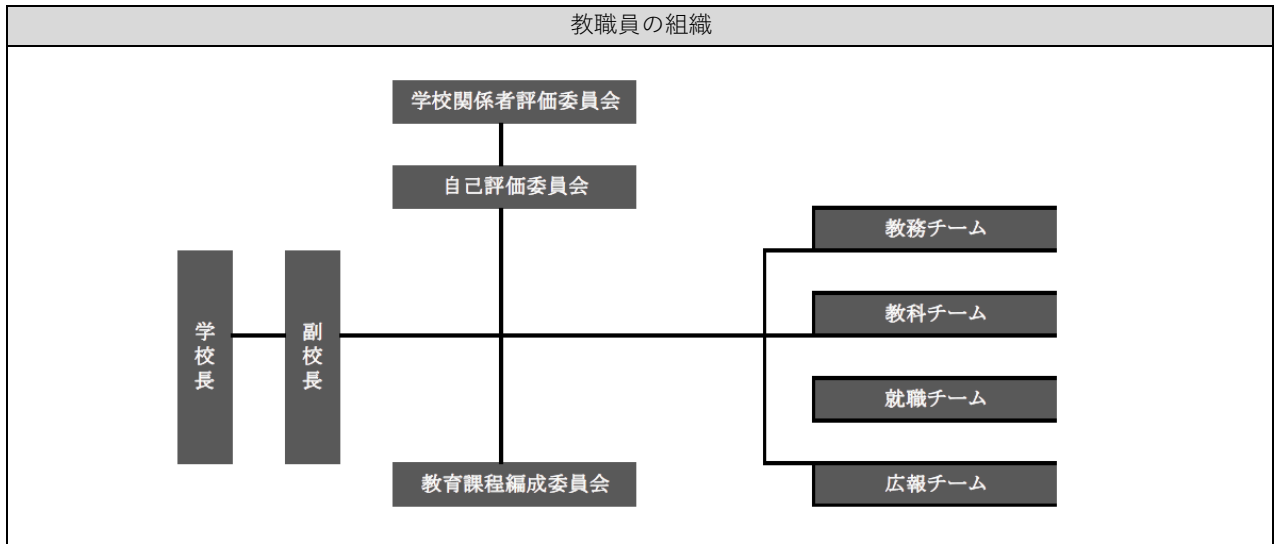 教職員の組織
学校関係者評価委員会
自己評価委員会
学校長
副校長
教育課程編成委員会
教務チーム
教科チーム
就職チーム
広報チーム